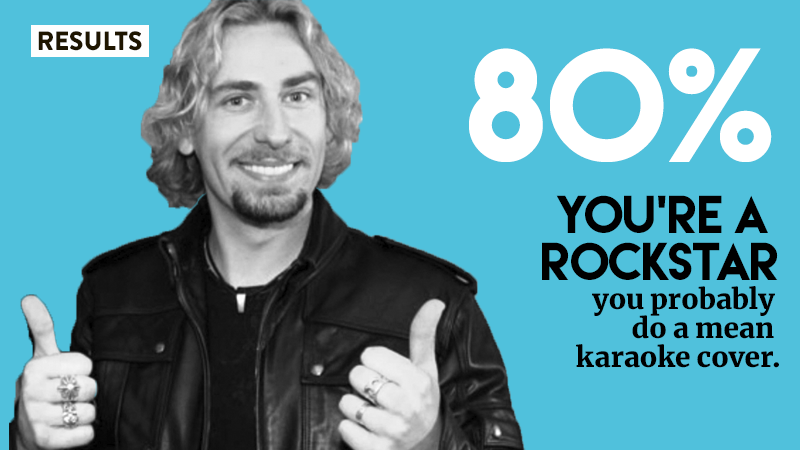 RESULTS
80%
YOU'RE A
ROCKSTAR
you probably
do a mean
karaoke cover.